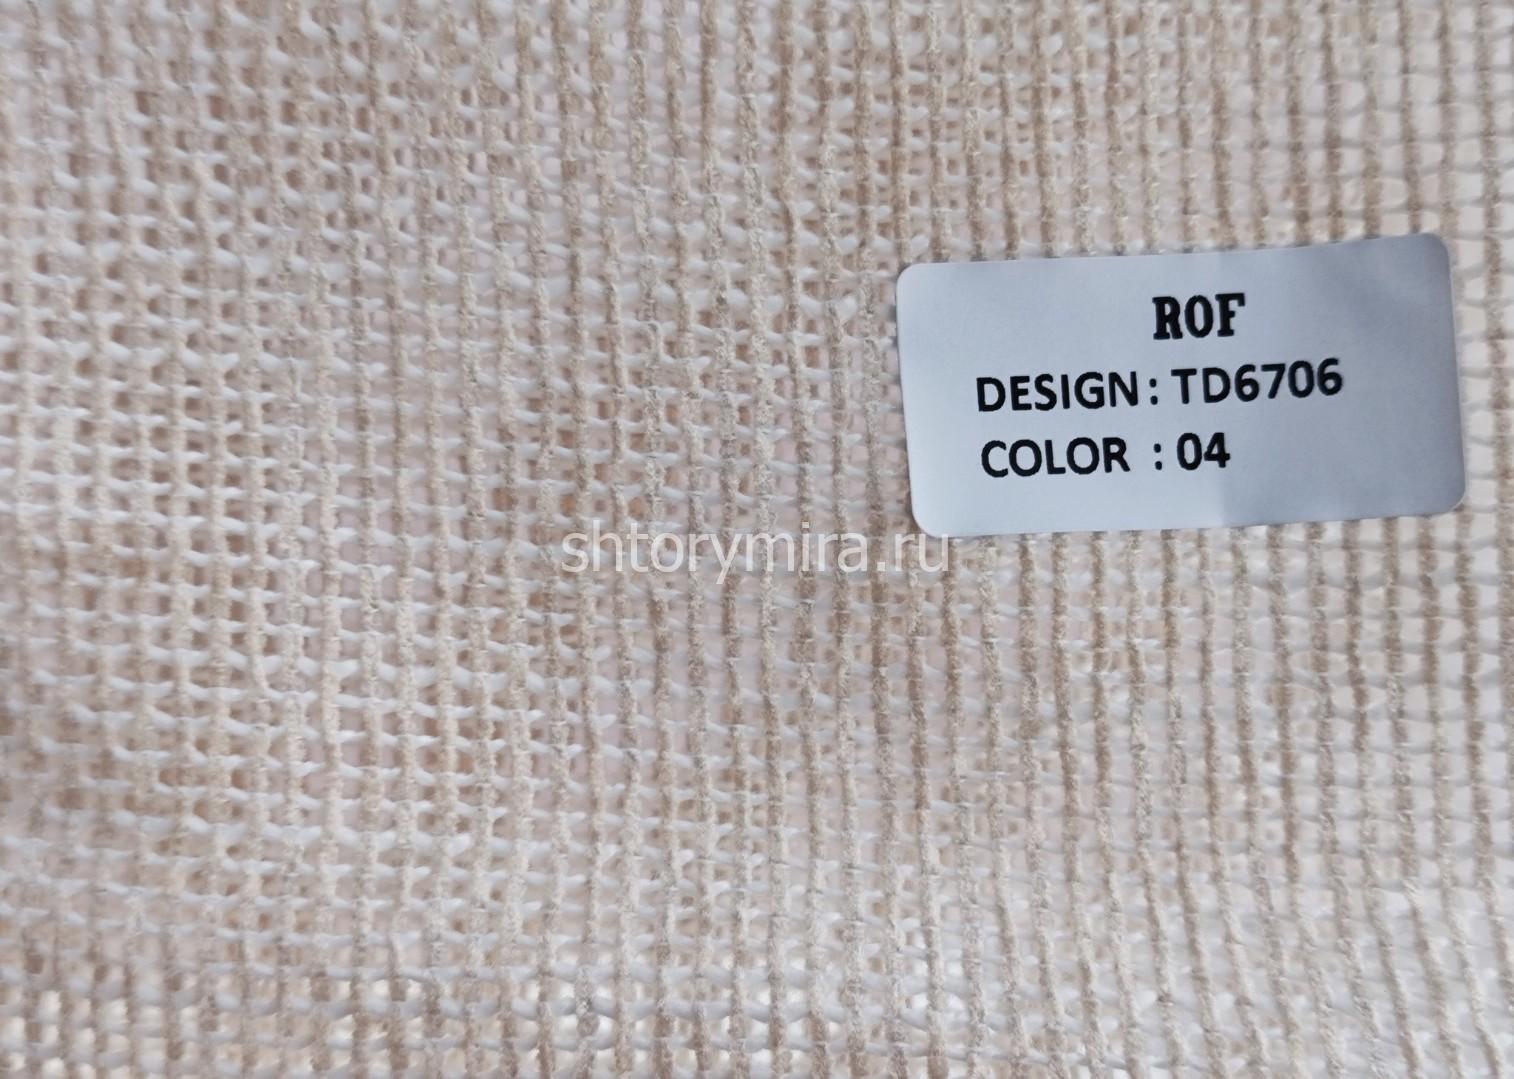 ROF
DESIGN : TD6706
COLOR : 04
shtorymira.ru